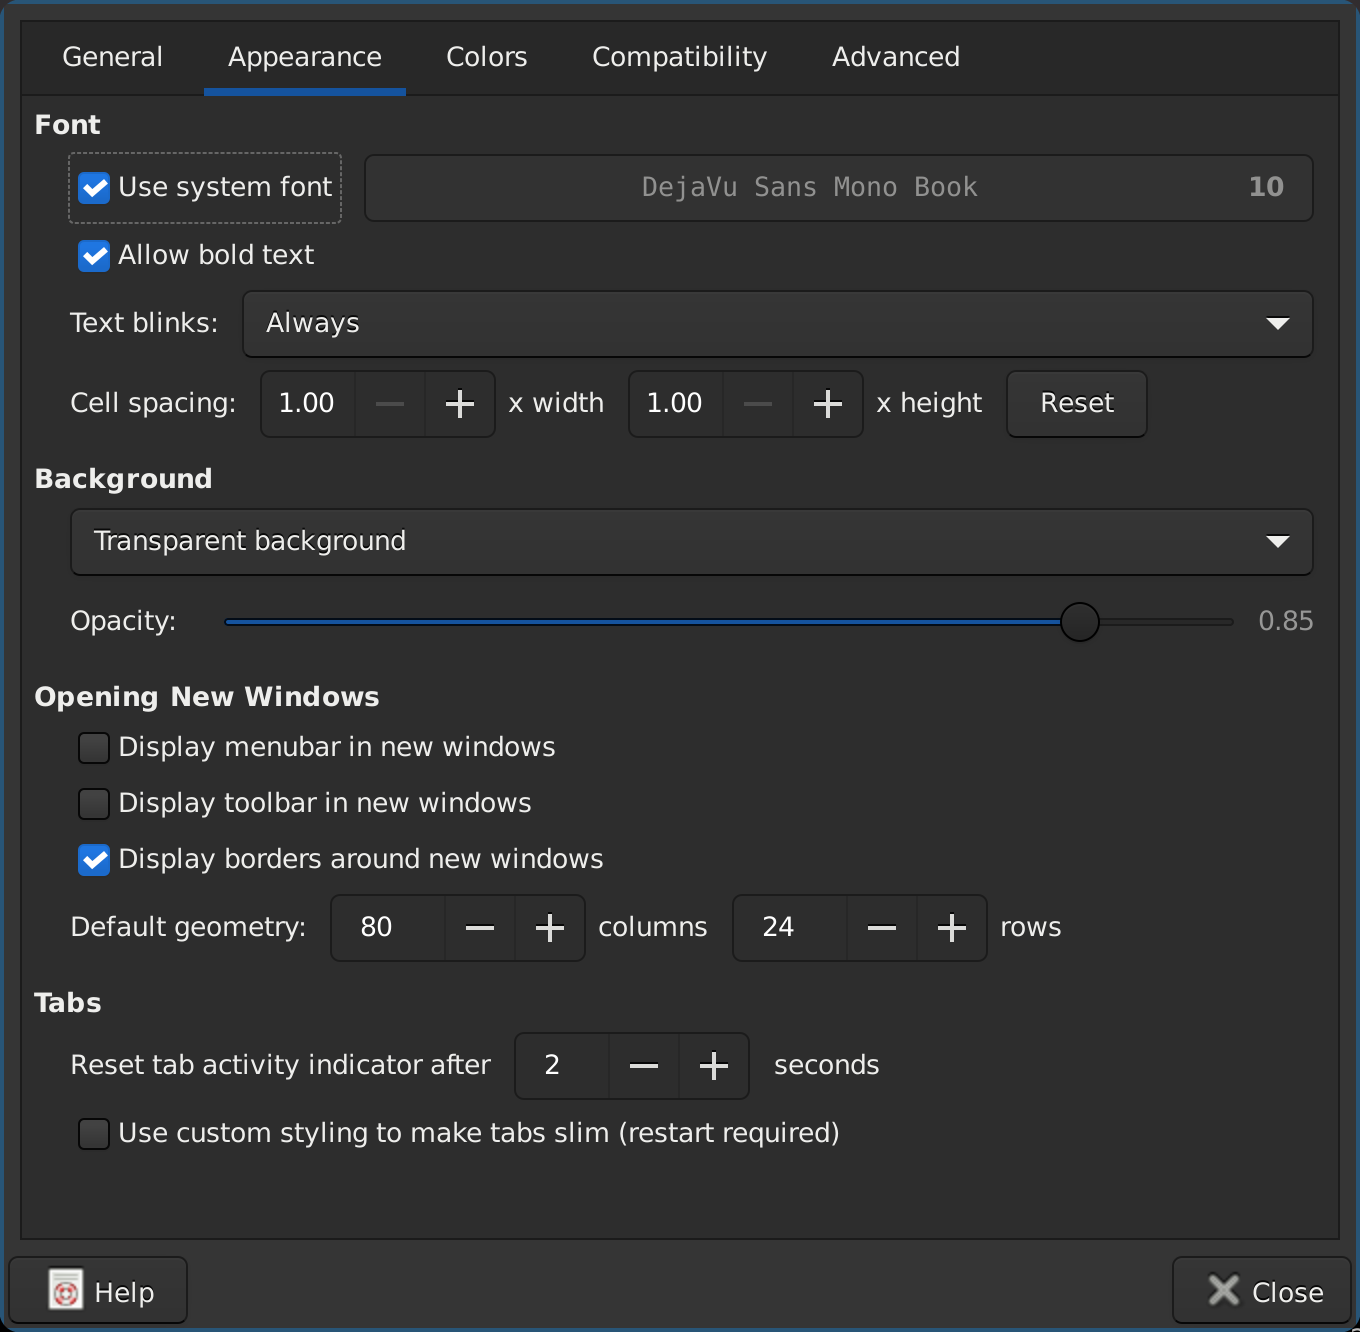 General Appearance Colors Compatibility Advanced
Font
Use system font DejaVu Sans Mono Book 10
Allow bold text
Text blinks: Always
Cell spacing: 1.00 x width 1.00 x height Reset
Background
Transparent background
Opacity: 0.85
Opening New Windows
Display menubar in new windows
Display toolbar in new windows
Display borders around new windows
Default geometry: 80 columns 24 rows
Tabs
Reset tab activity indicator after 2 seconds
Use custom styling to make tabs slim (restart required)
Help Close